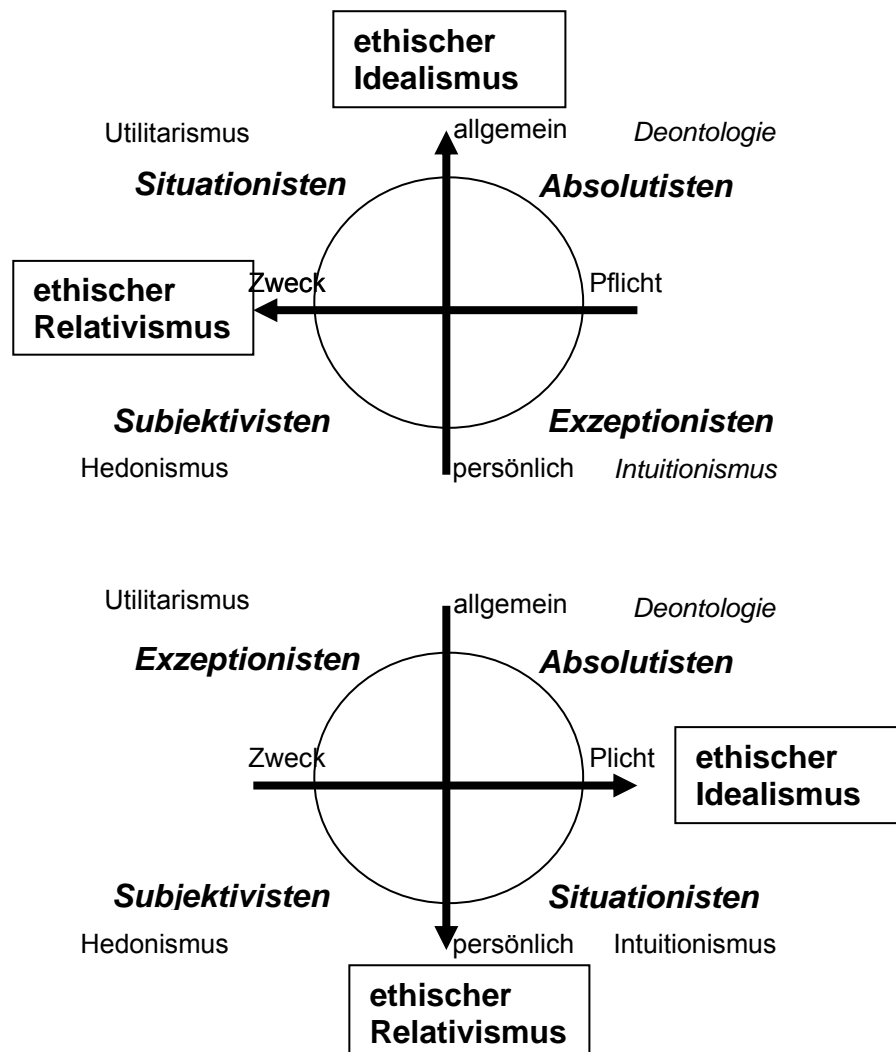 ethischer
Idealismus
Utilitarismus allgemein Deontologie
Situationisten Absolutisten
Zweck Pflicht
ethischer
Relativismus
Subjektivisten Exzeptionisten
Hedonismus persönlich Intuitionismus
Utilitarismus allgemein Deontologie
Exzeptionisten Absolutisten
Zweck Plicht
ethischer
Idealismus
Subjektivisten Situationisten
Hedonismus persönlich Intuitionismus
ethischer
Relativismus